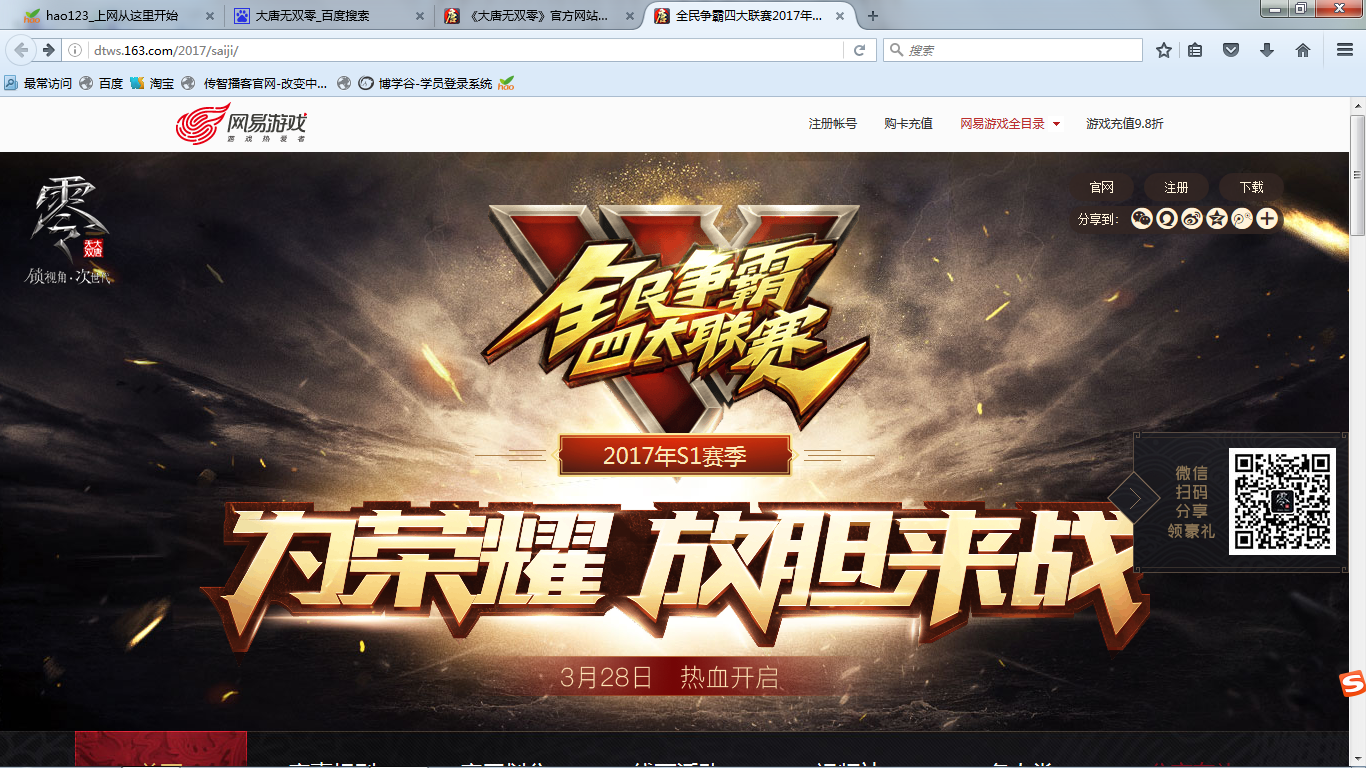 hao123_上网从这里开始
大唐无双零_百度搜索
《大唐无双零》官方网站...
全民争霸四大联赛2017年...
dtws.163.com/2017/saiji/
搜索
最常访问
百度
淘宝
传智播客官网-改变中...
博学谷-学员登录系统
hao
网易游戏
游戏热爱者
注册帐号
购卡充值
网易游戏全目录
游戏充值9.8折
零
大唐无双
锁视角·次世代
官网
注册
下载
分享到:
全民争霸
四大联赛
2017年S1赛季
微信
扫码
分享
领豪礼
为荣耀 放胆来战
3月28日 热血开启